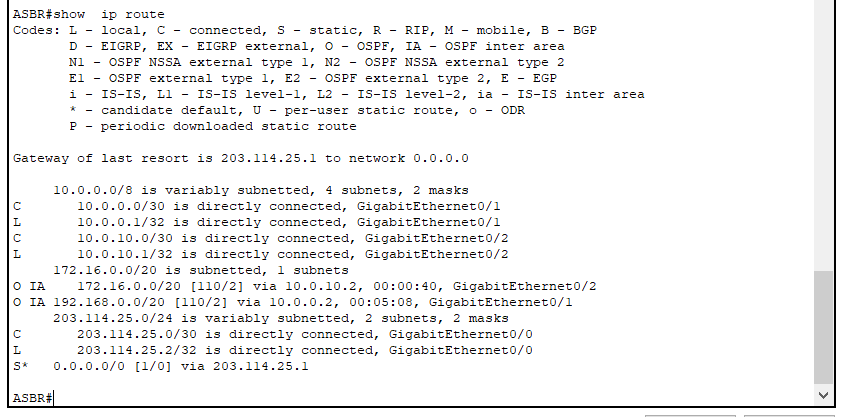 ASBR#show  ip route
Codes: L - local, C - connected, S - static, R - RIP, M - mobile, B - BGP
       D - EIGRP, EX - EIGRP external, O - OSPF, IA - OSPF inter area
       N1 - OSPF NSSA external type 1, N2 - OSPF NSSA external type 2
       E1 - OSPF external type 1, E2 - OSPF external type 2, E - EGP
       i - IS-IS, L1 - IS-IS level-1, L2 - IS-IS level-2, ia - IS-IS inter area
       * - candidate default, U - per-user static route, o - ODR
       P - periodic downloaded static route
Gateway of last resort is 203.114.25.1 to network 0.0.0.0
     10.0.0.0/8 is variably subnetted, 4 subnets, 2 masks
C       10.0.0.0/30 is directly connected, GigabitEthernet0/1
L       10.0.0.1/32 is directly connected, GigabitEthernet0/1
C       10.0.10.0/30 is directly connected, GigabitEthernet0/2
L       10.0.10.1/32 is directly connected, GigabitEthernet0/2
     172.16.0.0/20 is subnetted, 1 subnets
O IA    172.16.0.0/20 [110/2] via 10.0.10.2, 00:00:40, GigabitEthernet0/2
O IA 192.168.0.0/20 [110/2] via 10.0.0.2, 00:05:08, GigabitEthernet0/1
     203.114.25.0/24 is variably subnetted, 2 subnets, 2 masks
C       203.114.25.0/30 is directly connected, GigabitEthernet0/0
L       203.114.25.2/32 is directly connected, GigabitEthernet0/0
S*   0.0.0.0/0 [1/0] via 203.114.25.1
ASBR#